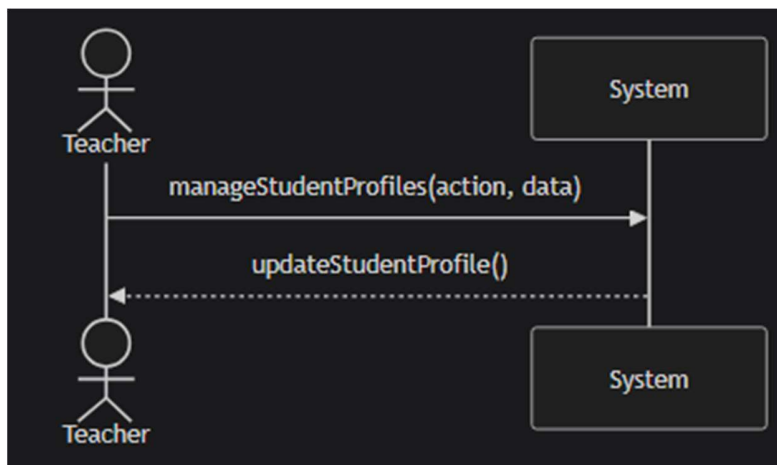 System
Teacher
manageStudentProfiles(action, data)
updateStudentProfile()
System
Teacher